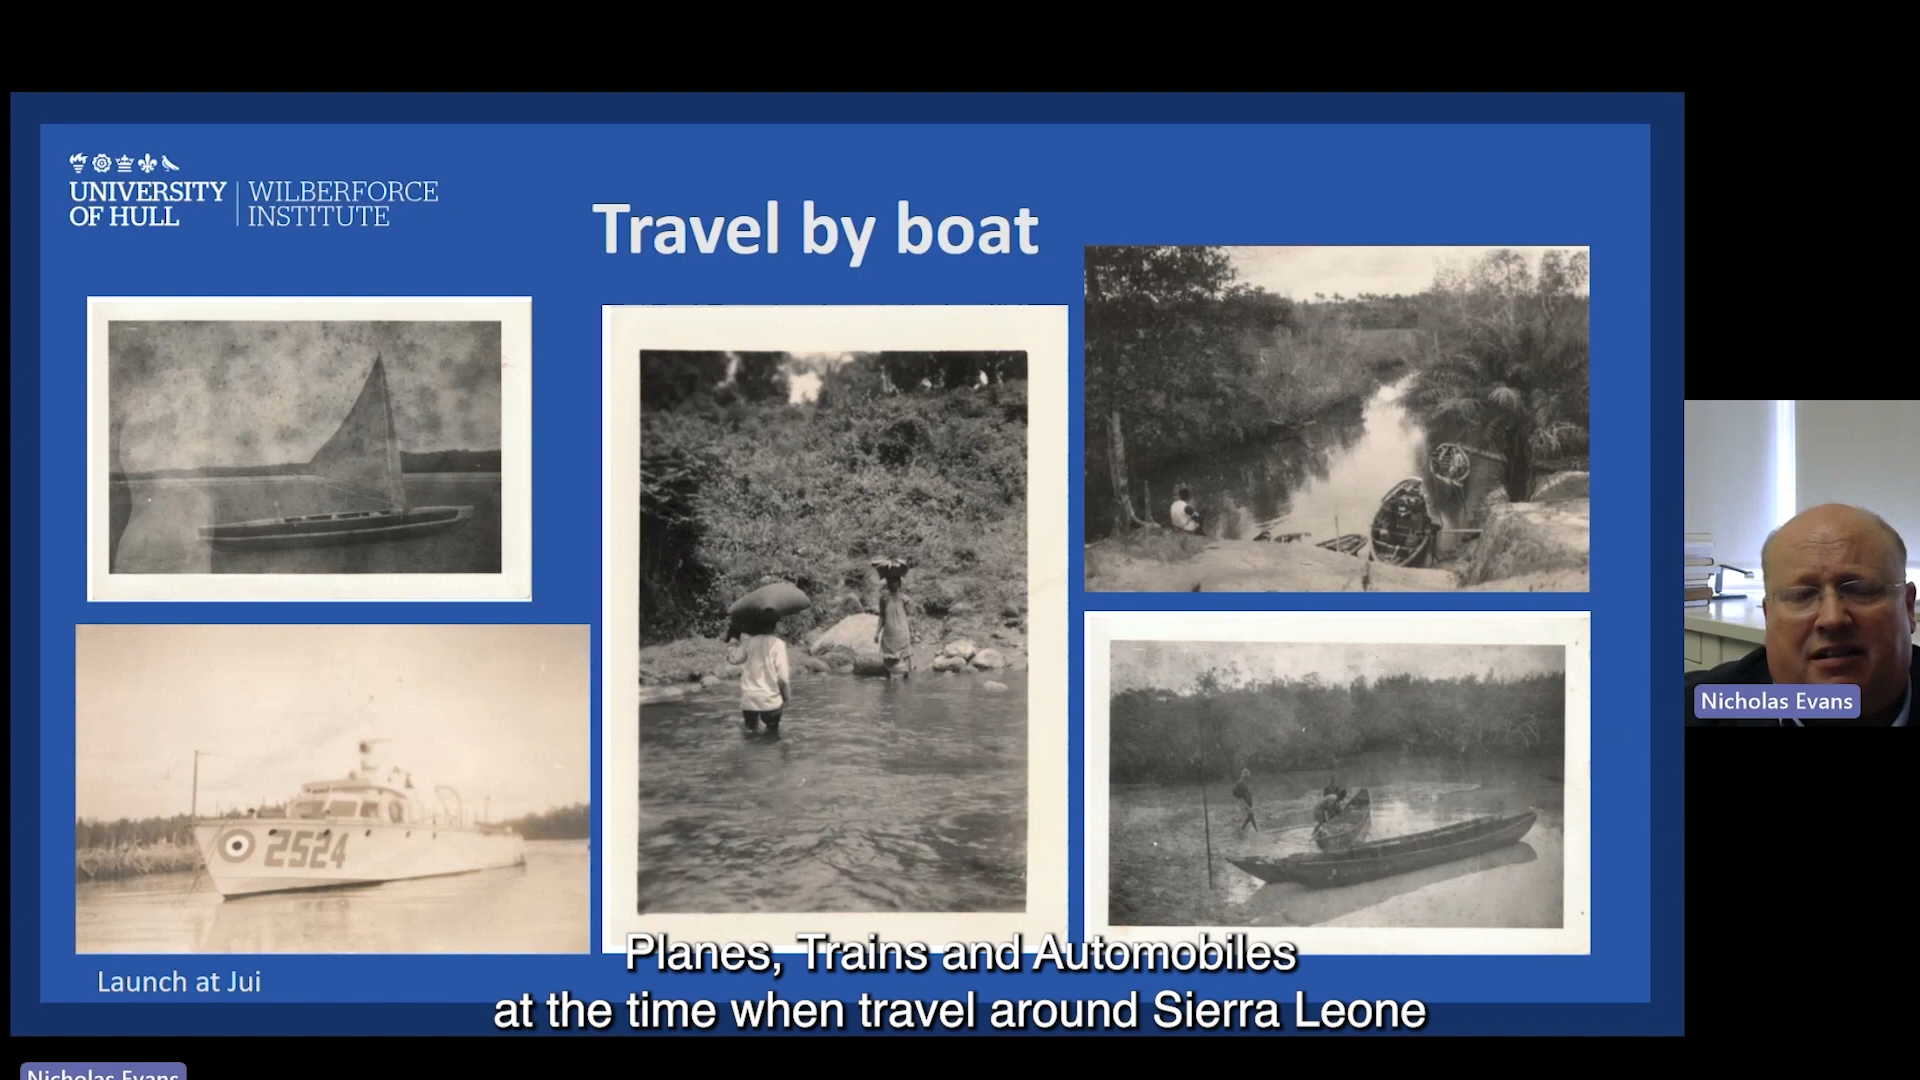 UNIVERSITY
OF HULL
WILBERFORCE
INSTITUTE
Travel by boat
2524
Launch at Jui
Nicholas Evans
Planes, Trains and Automobiles
at the time when travel around Sierra Leone
Nicholas Evans